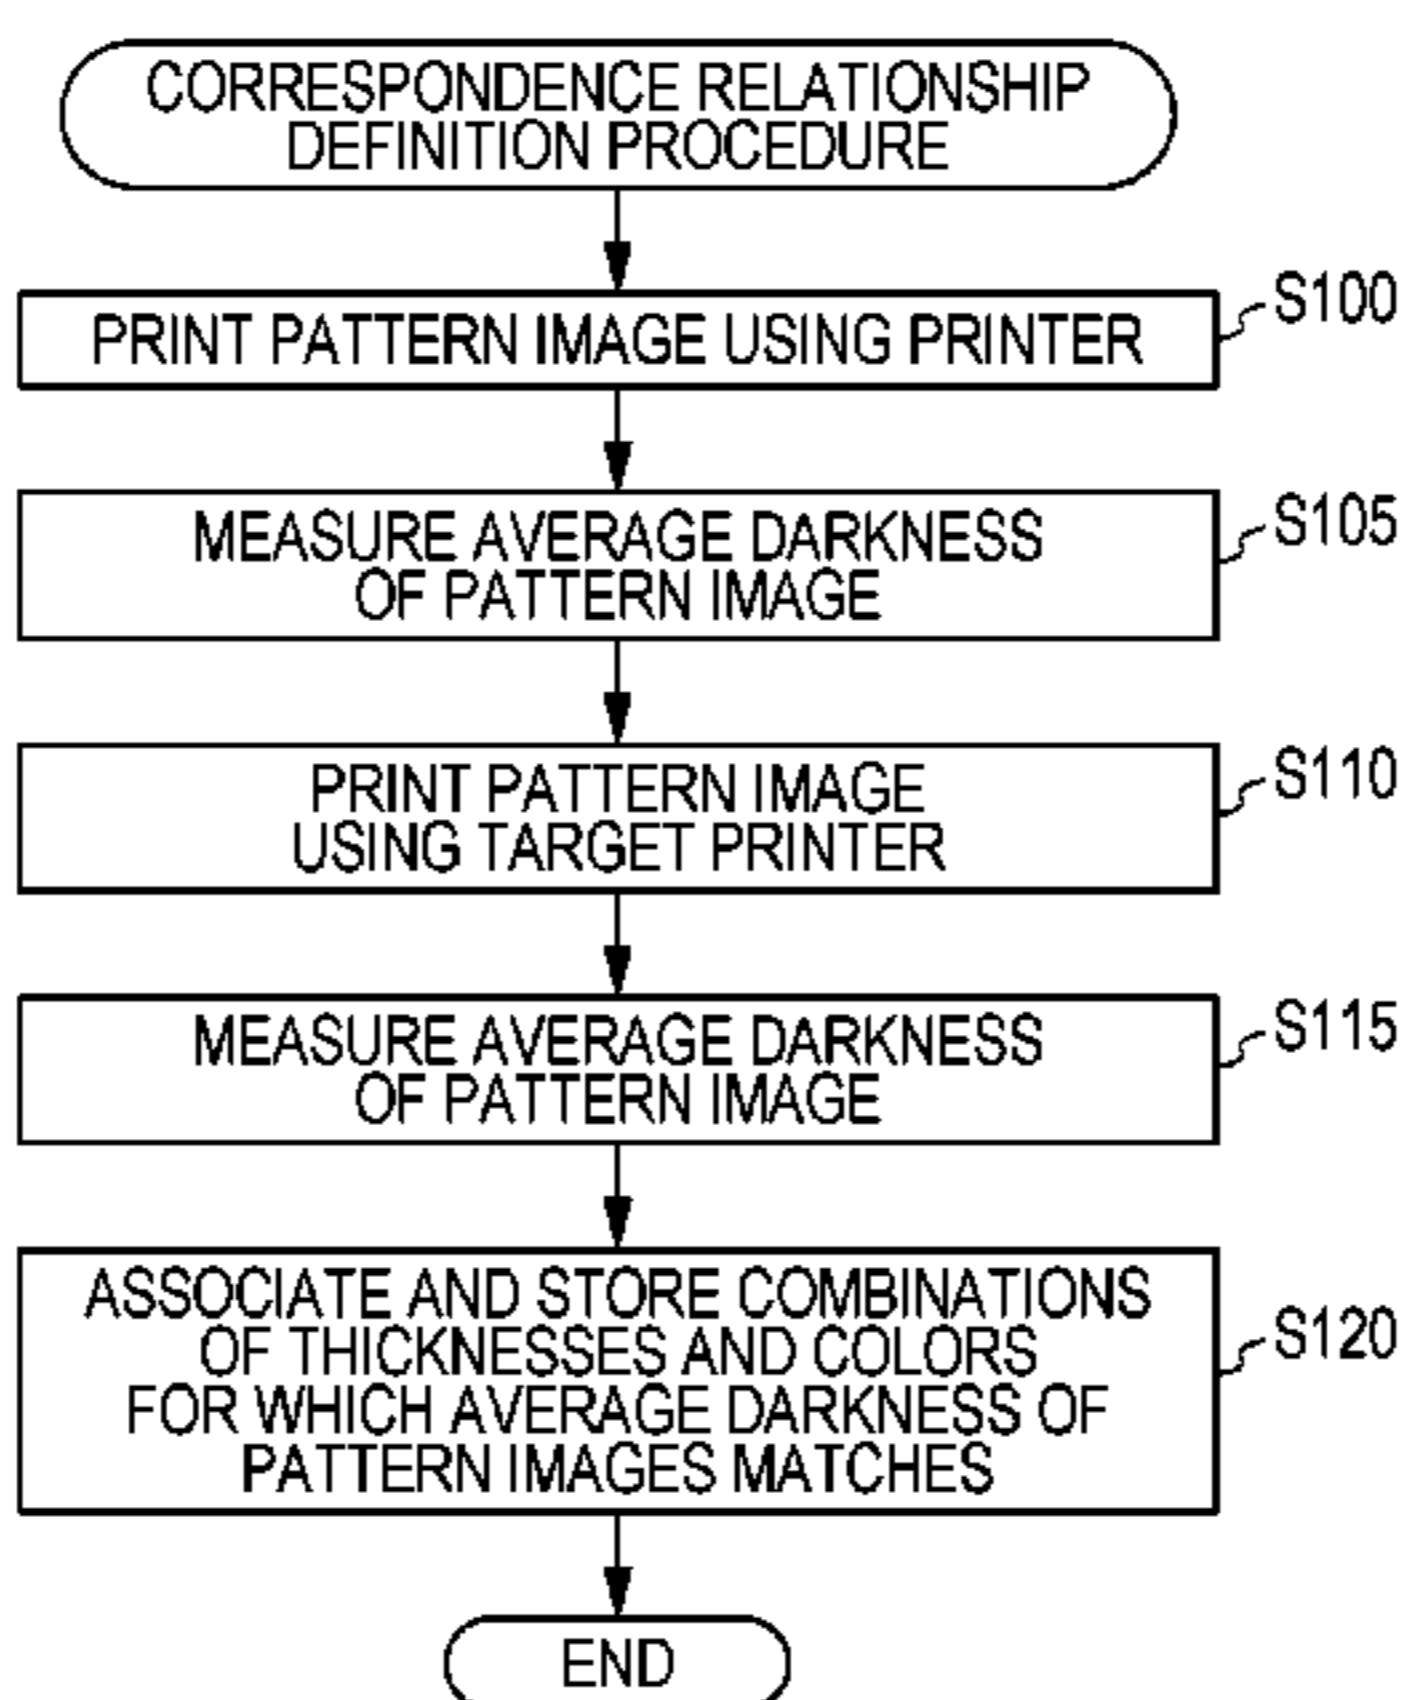 CORRESPONDENCE RELATIONSHIP
DEFINITION PROCEDURE
S100
PRINT PATTERN IMAGE USING PRINTER
S105
MEASURE AVERAGE DARKNESS
OF PATTERN IMAGE
S110
PRINT PATTERN IMAGE
USING TARGET PRINTER
S115
MEASURE AVERAGE DARKNESS
OF PATTERN IMAGE
S120
ASSOCIATE AND STORE COMBINATIONS
OF THICKNESSES AND COLORS
FOR WHICH AVERAGE DARKNESS OF
PATTERN IMAGES MATCHES
END